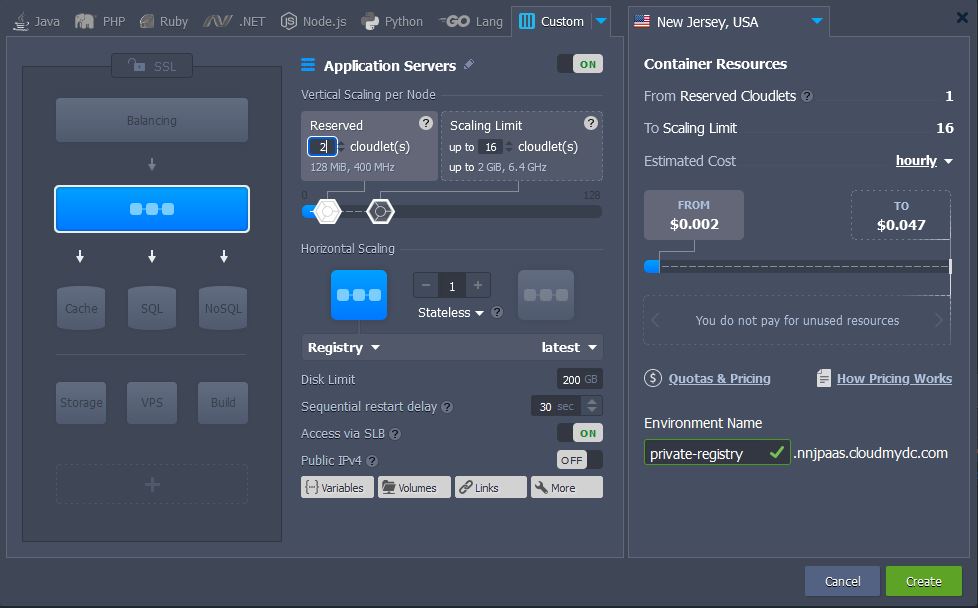 Java PHP Ruby .NET Node.js Python GO Lang Custom
New Jersey, USA
SSL
Balancing
Cache SQL NoSQL
Storage VPS Build
Application Servers ON
Vertical Scaling per Node
Reserved ?
2 cloudlet(s)
128 MiB, 400 MHz
Scaling Limit ?
up to 16 cloudlet(s)
up to 2 GiB, 6.4 GHz
0 128
Horizontal Scaling
1
Stateless ?
Registry latest
Disk Limit 200 GB
Sequential restart delay ? 30 sec
Access via SLB ? ON
Public IPv4 ? OFF
Variables Volumes Links More
Container Resources
From Reserved Cloudlets ? 1
To Scaling Limit 16
Estimated Cost hourly
FROM
$0.002
TO
$0.047
You do not pay for unused resources
$ Quotas & Pricing How Pricing Works
Environment Name
private-registry .nnjpaas.cloudmydc.com
Cancel Create